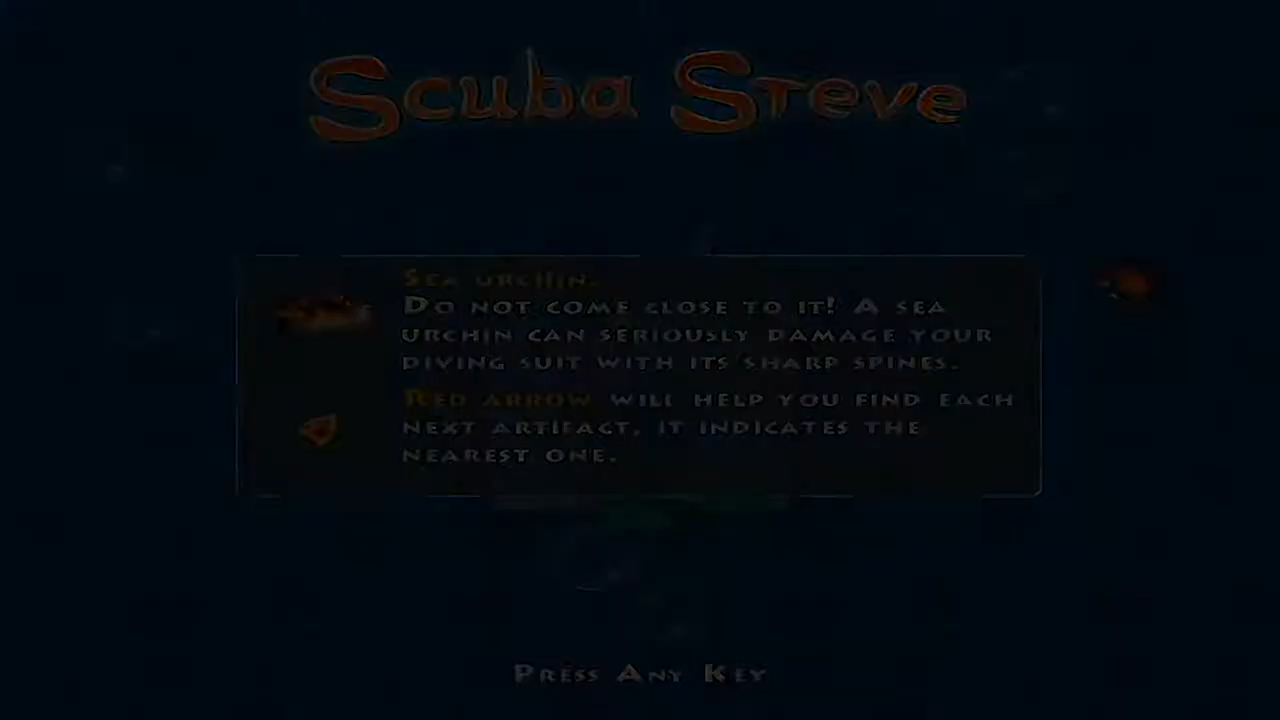 Scuba Steve
Sea urchin.
Do not come close to it! A sea
urchin can seriously damage your
diving suit with its sharp spines.
Red arrow will help you find each
next artifact, it indicates the
nearest one.
Press Any Key